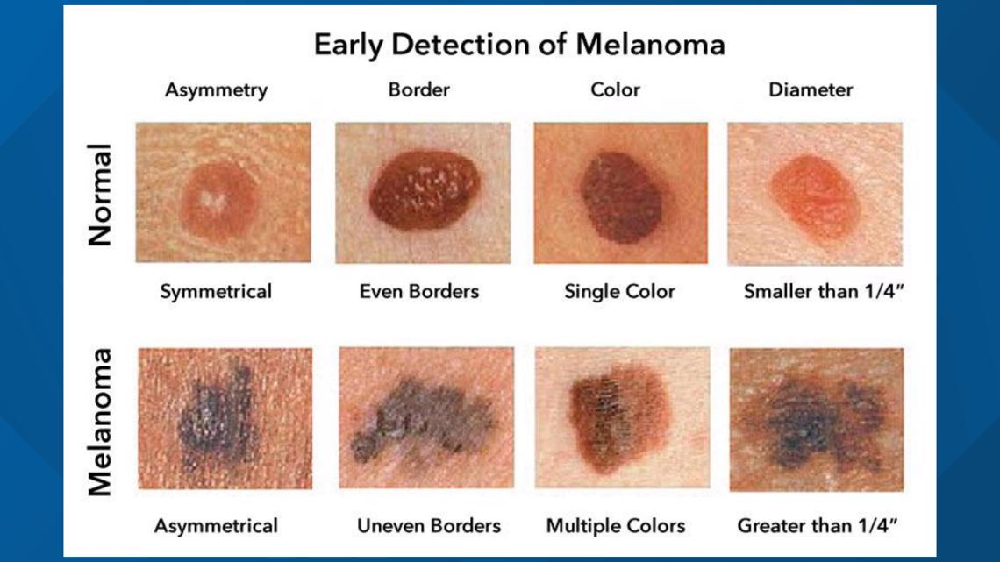 Early Detection of Melanoma
Asymmetry
Border
Color
Diameter
Normal
Symmetrical
Even Borders
Single Color
Smaller than 1/4”
Melanoma
Asymmetrical
Uneven Borders
Multiple Colors
Greater than 1/4”